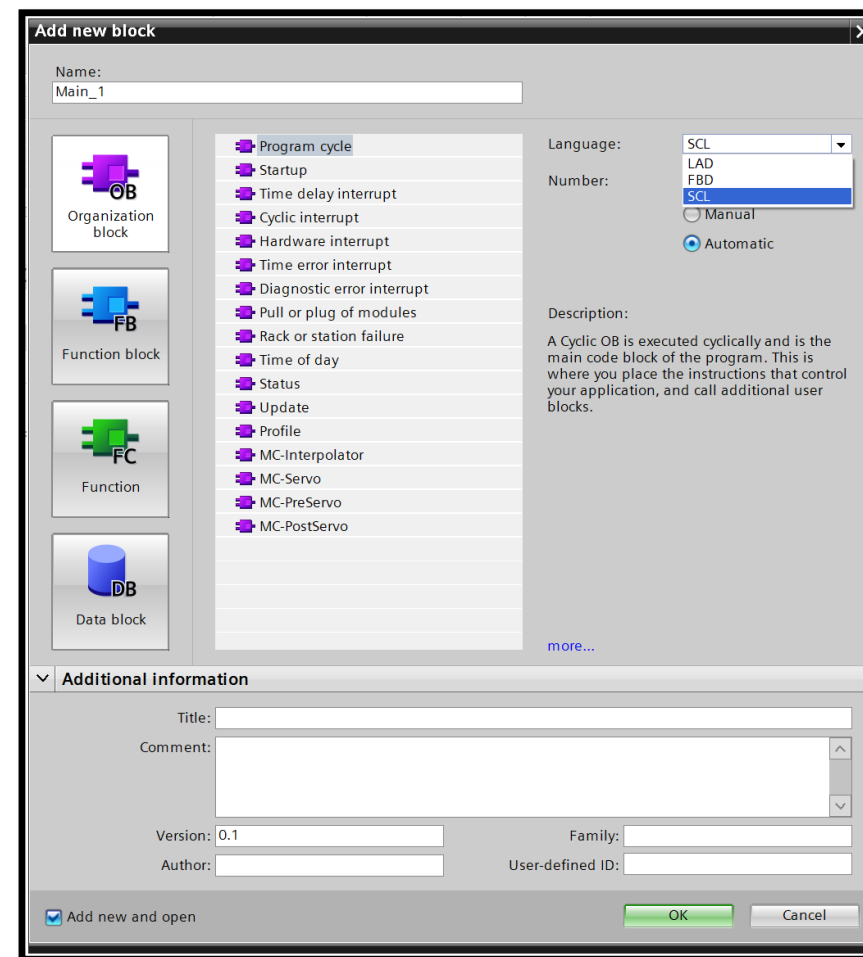 Add new block
Name:
Main_1
OB
Organization
block
FB
Function block
FC
Function
DB
Data block
Program cycle
Startup
Time delay interrupt
Cyclic interrupt
Hardware interrupt
Time error interrupt
Diagnostic error interrupt
Pull or plug of modules
Rack or station failure
Time of day
Status
Update
Profile
MC-Interpolator
MC-Servo
MC-PreServo
MC-PostServo
Language:
SCL
LAD
FBD
SCL
Number:
Manual
Automatic
Description:
A Cyclic OB is executed cyclically and is the
main code block of the program. This is
where you place the instructions that control
your application, and call additional user
blocks.
more...
Additional information
Title:
Comment:
Version:
0.1
Family:
Author:
User-defined ID:
Add new and open
OK
Cancel